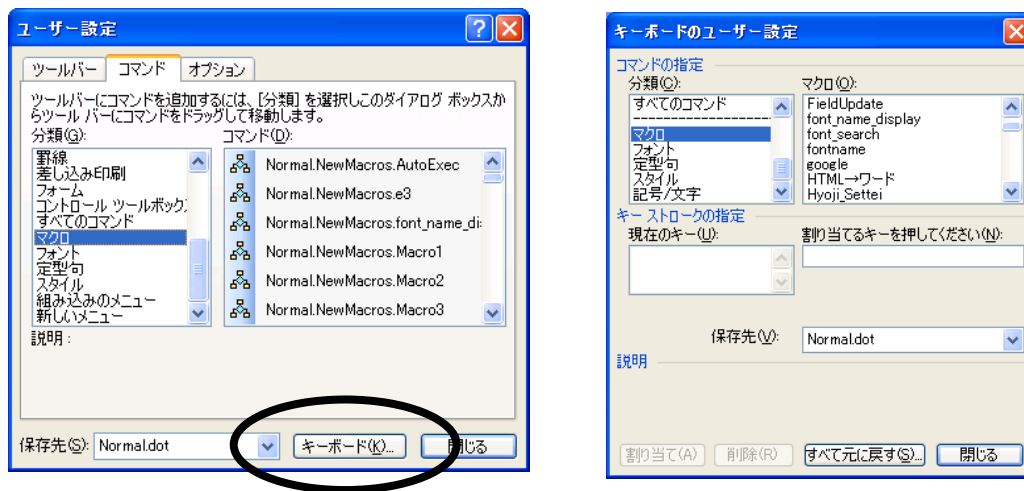 ユーザー設定
ツールバー コマンド オプション
ツールバーにコマンドを追加するには、[分類] を選択しこのダイアログ ボックスか
らツール バーにコマンドをドラッグして移動します。
分類(G): コマンド(D):
罫線
差し込み印刷
フォーム
コントロール ツールボック
すべてのコマンド
マクロ
フォント
定型句
スタイル
組み込みのメニュー
新しいメニュー
Normal.NewMacros.AutoExec
Normal.NewMacros.e3
Normal.NewMacros.font_name_di
Normal.NewMacros.Macro1
Normal.NewMacros.Macro2
Normal.NewMacros.Macro3
説明 :
保存先(S): Normal.dot キーボード(K)... 閉じる
キーボードのユーザー設定
コマンドの指定
分類(C): マクロ(O):
すべてのコマンド
--------------------
マクロ
フォント
定型句
スタイル
記号/文字
FieldUpdate
font_name_display
font_search
fontname
google
HTML→ワード
Hyoji_Settei
キー ストロークの指定
現在のキー(U): 割り当てるキーを押してください(N):
保存先(V): Normal.dot
説明
割り当て(A) 削除(R) すべて元に戻す(S)... 閉じる